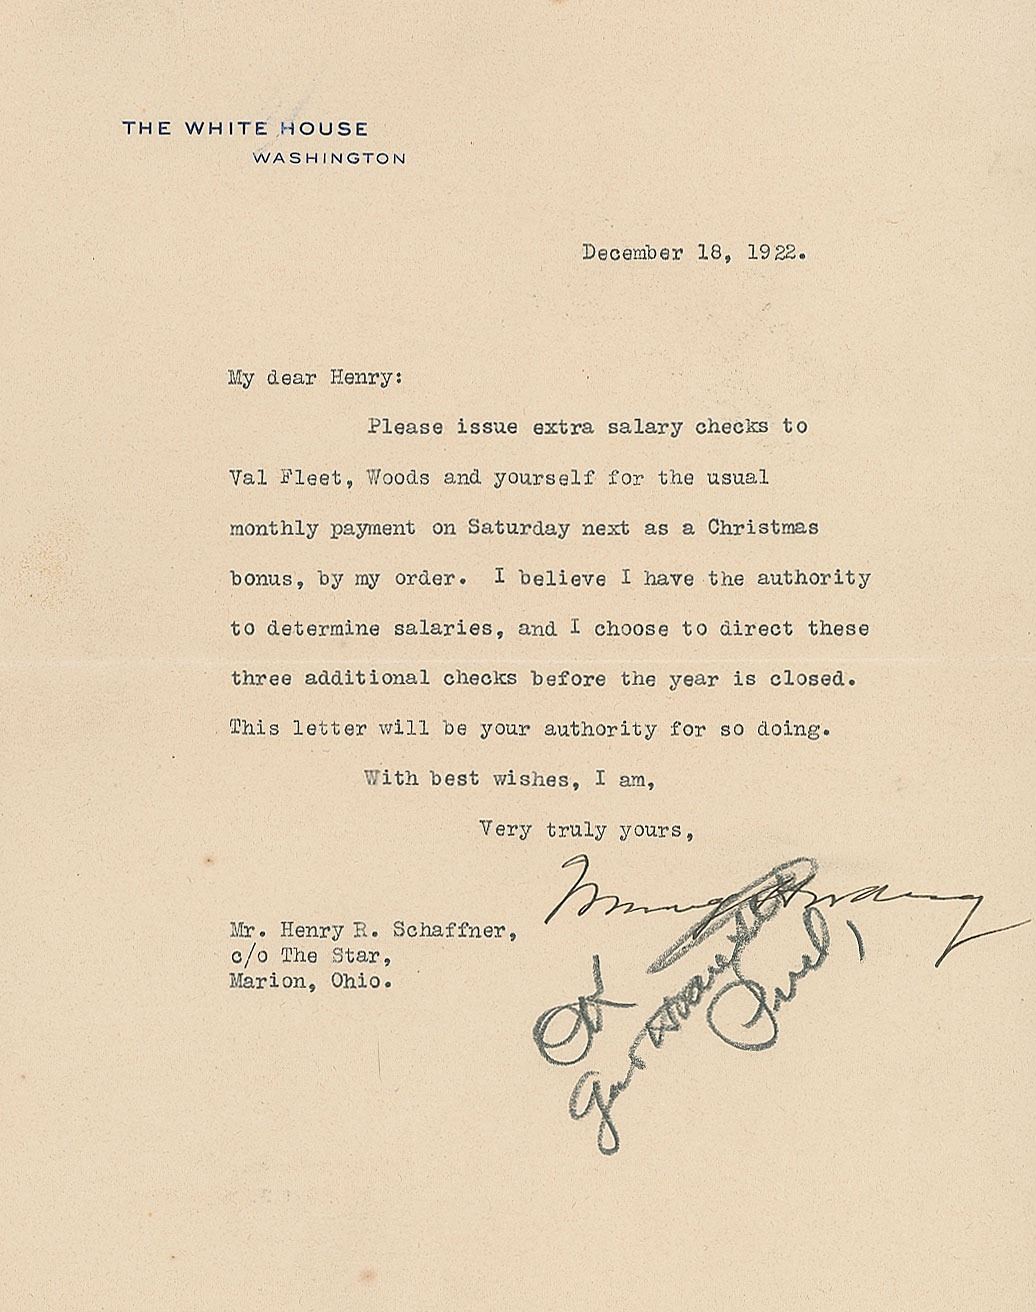 THE WHITE HOUSE
WASHINGTON
December 18, 1922.
My dear Henry:
Please issue extra salary checks to
Val Fleet, Woods and yourself for the usual
monthly payment on Saturday next as a Christmas
bonus, by my order. I believe I have the authority
to determine salaries, and I choose to direct these
three additional checks before the year is closed.
This letter will be your authority for so doing.
With best wishes, I am,
Very truly yours,
Warren G Harding
Mr. Henry R. Schaffner,
c/o The Star,
Marion, Ohio.
OK